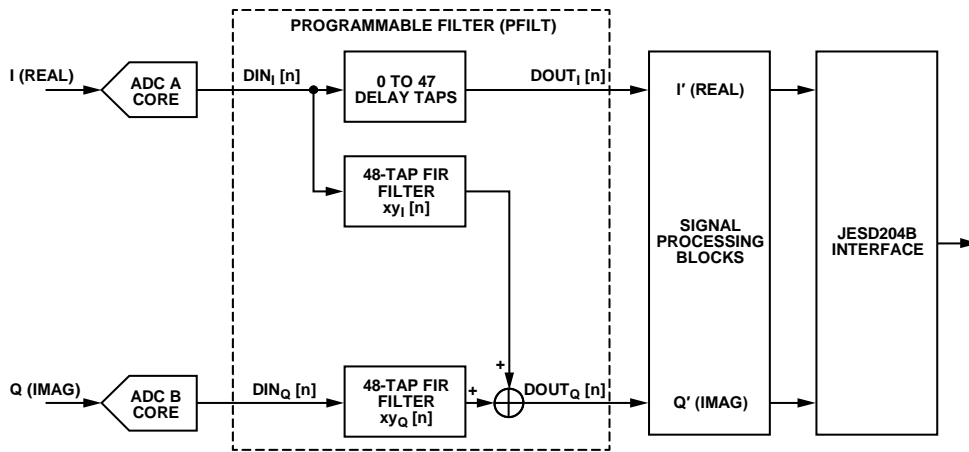 PROGRAMMABLE FILTER (PFILT)
I (REAL)
ADC A
CORE
DINI [n]
0 TO 47
DELAY TAPS
DOUTI [n]
I′ (REAL)
48-TAP FIR
FILTER
xyI [n]
SIGNAL
PROCESSING
BLOCKS
JESD204B
INTERFACE
+
Q (IMAG)
ADC B
CORE
DINQ [n]
48-TAP FIR
FILTER
xyQ [n]
+
DOUTQ [n]
Q′ (IMAG)